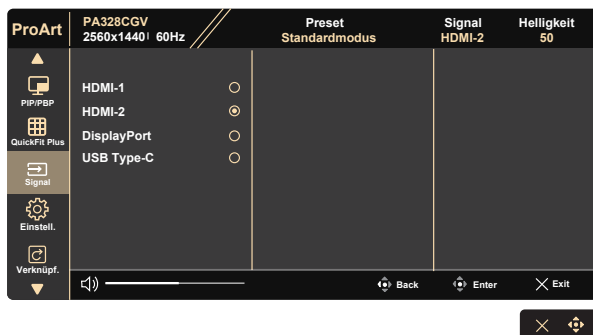 ProArt
PA328CGV
2560x1440 60Hz
Preset
Standardmodus
Signal
HDMI-2
Helligkeit
50
PIP/PBP
QuickFit Plus
Signal
Einstell.
Verknüpf.
HDMI-1
HDMI-2
DisplayPort
USB Type-C
Back
Enter
Exit